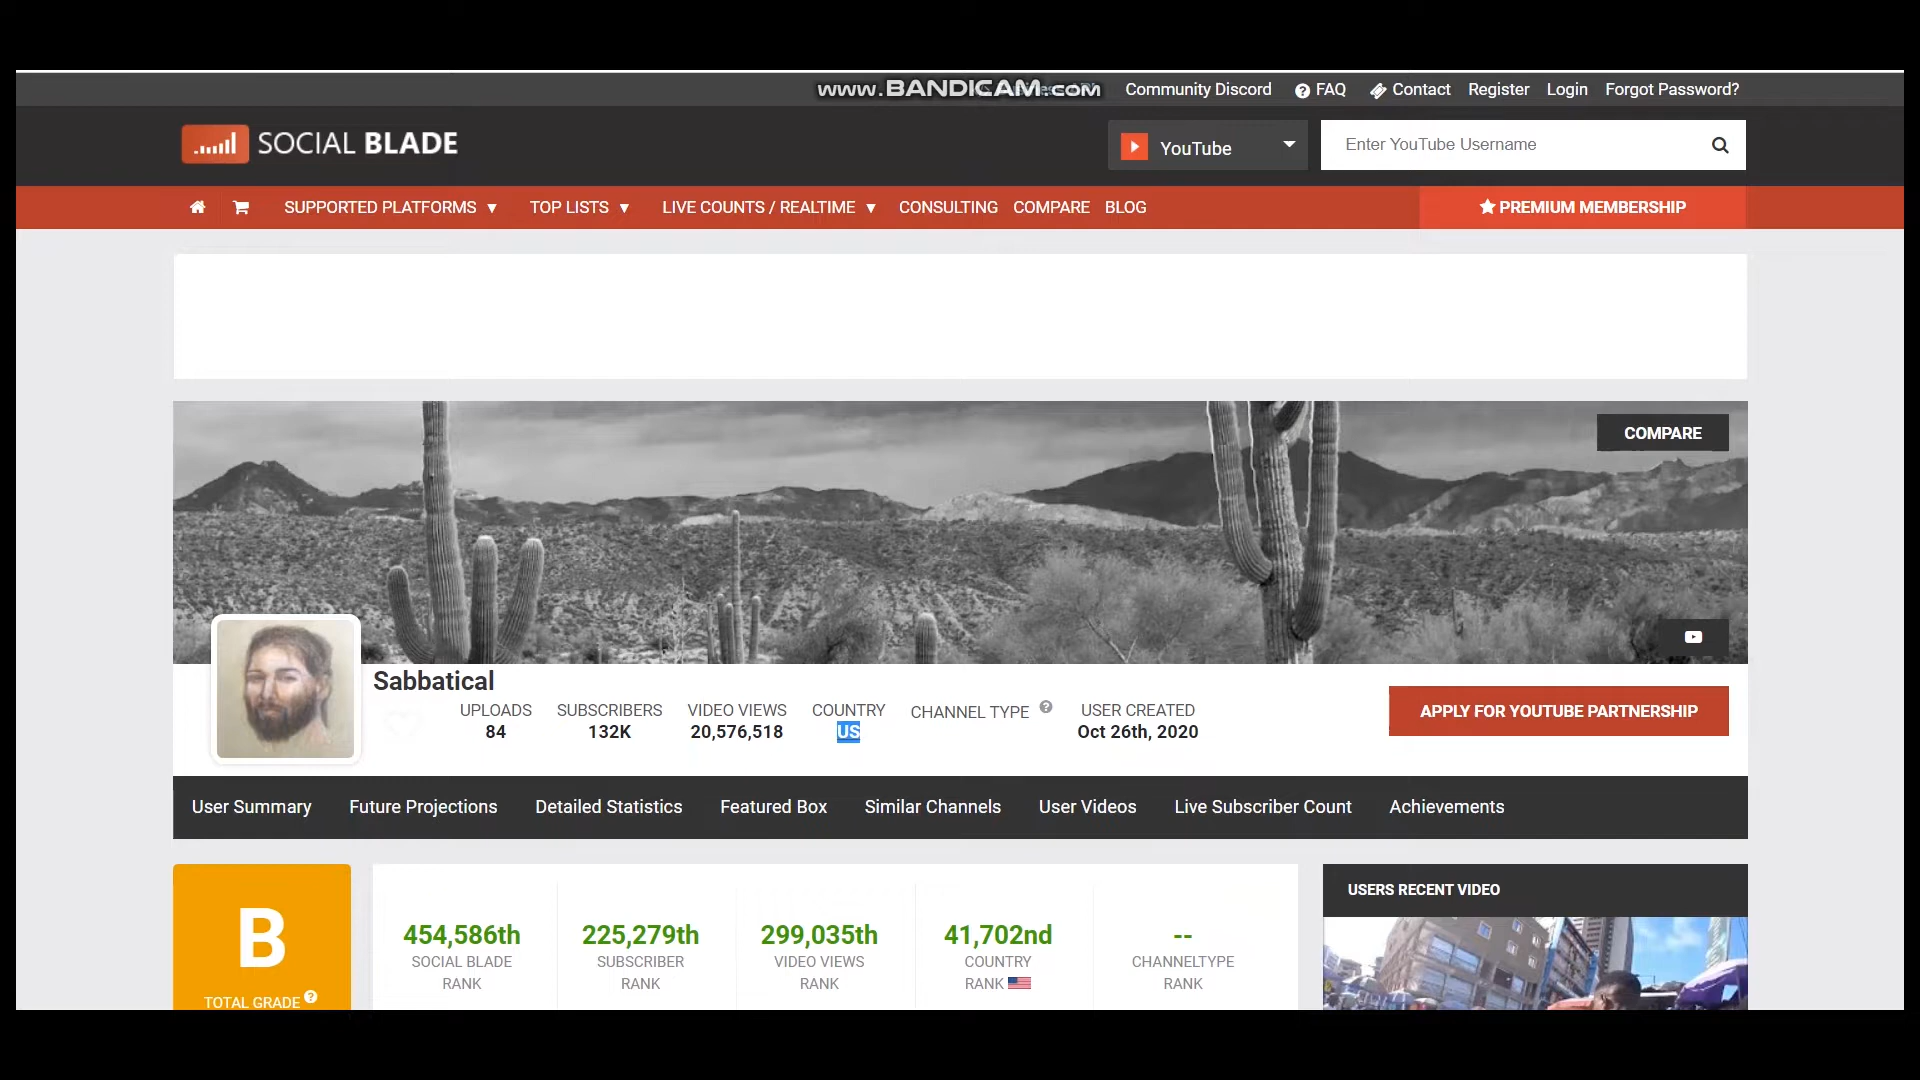 www.BANDICAM.com
Community Discord
FAQ
Contact
Register
Login
Forgot Password?
SOCIAL BLADE
YouTube
Enter YouTube Username
SUPPORTED PLATFORMS
TOP LISTS
LIVE COUNTS / REALTIME
CONSULTING
COMPARE
BLOG
PREMIUM MEMBERSHIP
COMPARE
Sabbatical
UPLOADS
84
SUBSCRIBERS
132K
VIDEO VIEWS
20,576,518
COUNTRY
US
CHANNEL TYPE
USER CREATED
Oct 26th, 2020
APPLY FOR YOUTUBE PARTNERSHIP
User Summary
Future Projections
Detailed Statistics
Featured Box
Similar Channels
User Videos
Live Subscriber Count
Achievements
B
TOTAL GRADE
454,586th
SOCIAL BLADE
RANK
225,279th
SUBSCRIBER
RANK
299,035th
VIDEO VIEWS
RANK
41,702nd
COUNTRY
RANK
--
CHANNELTYPE
RANK
USERS RECENT VIDEO